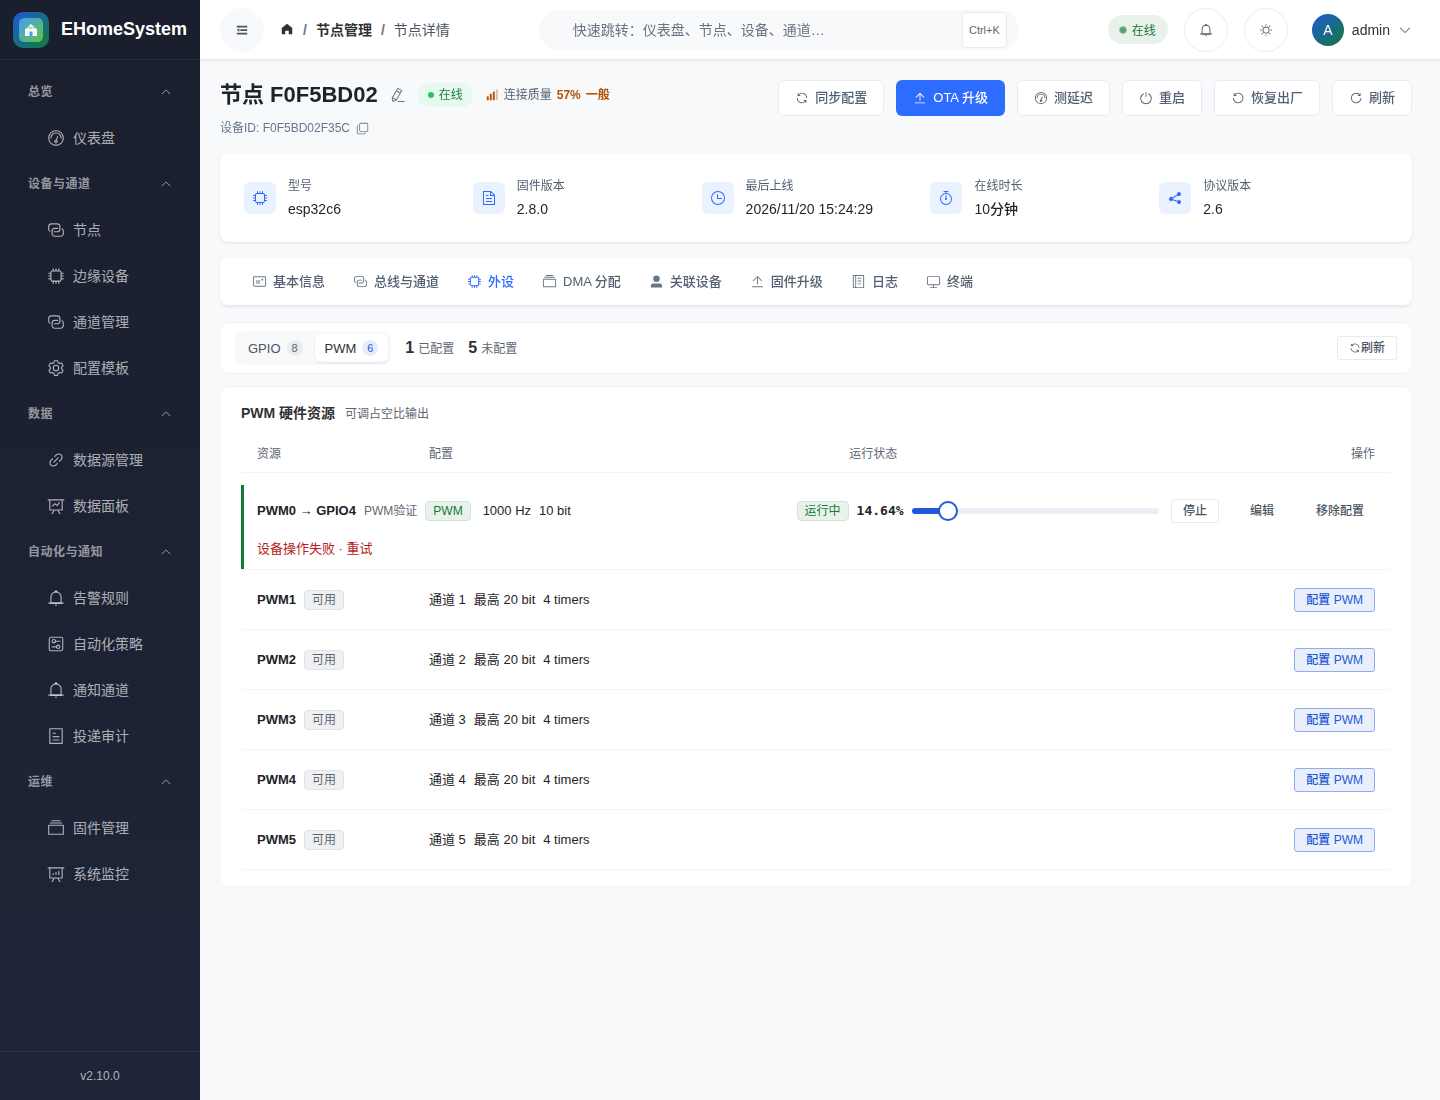 EHomeSystem
总览
仪表盘
设备与通道
节点
边缘设备
通道管理
配置模板
数据
数据源管理
数据面板
自动化与通知
告警规则
自动化策略
通知通道
投递审计
运维
固件管理
系统监控
v2.10.0
/ 节点管理 / 节点详情
快速跳转：仪表盘、节点、设备、通道… Ctrl+K
在线
A admin
节点 F0F5BD02 在线 连接质量 57% 一般
设备ID: F0F5BD02F35C
同步配置 OTA 升级 测延迟 重启 恢复出厂 刷新
型号 固件版本 最后上线 在线时长 协议版本
esp32c6 2.8.0 2026/11/20 15:24:29 10分钟 2.6
基本信息 总线与通道 外设 DMA 分配 关联设备 固件升级 日志 终端
GPIO 8 PWM 6 1 已配置 5 未配置 刷新
PWM 硬件资源 可调占空比输出
资源 配置 运行状态 操作
PWM0 → GPIO4 PWM验证 PWM 1000 Hz 10 bit 运行中 14.64% 停止 编辑 移除配置
设备操作失败 · 重试
PWM1 可用 通道 1 最高 20 bit 4 timers 配置 PWM
PWM2 可用 通道 2 最高 20 bit 4 timers 配置 PWM
PWM3 可用 通道 3 最高 20 bit 4 timers 配置 PWM
PWM4 可用 通道 4 最高 20 bit 4 timers 配置 PWM
PWM5 可用 通道 5 最高 20 bit 4 timers 配置 PWM